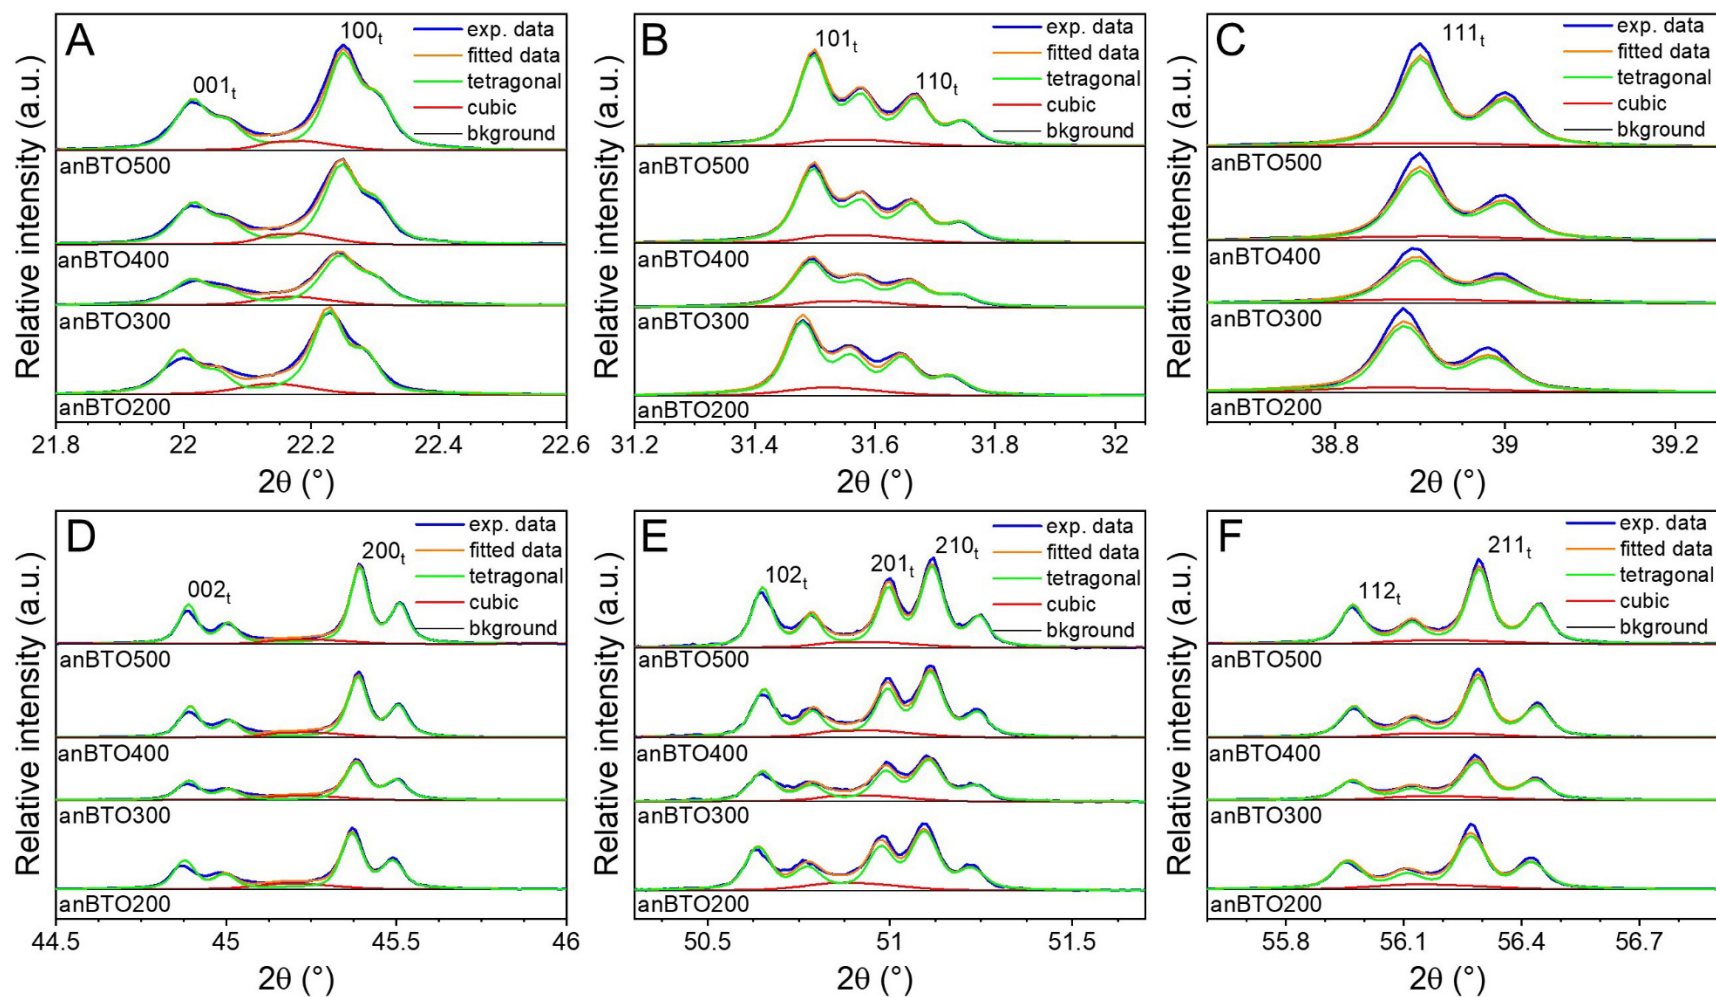 A
100t
001t
exp. data
fitted data
tetragonal
cubic
bkground
anBTO500
anBTO400
anBTO300
anBTO200
21.8 22 22.2 22.4 22.6
2θ (°)
Relative intensity (a.u.)
B
101t
110t
exp. data
fitted data
tetragonal
cubic
bkground
anBTO500
anBTO400
anBTO300
anBTO200
31.2 31.4 31.6 31.8 32
2θ (°)
Relative intensity (a.u.)
C
111t
exp. data
fitted data
tetragonal
cubic
bkground
anBTO500
anBTO400
anBTO300
anBTO200
38.8 39 39.2
2θ (°)
Relative intensity (a.u.)
D
200t
002t
exp. data
fitted data
tetragonal
cubic
bkground
anBTO500
anBTO400
anBTO300
anBTO200
44.5 45 45.5 46
2θ (°)
Relative intensity (a.u.)
E
102t
201t
210t
exp. data
fitted data
tetragonal
cubic
bkground
anBTO500
anBTO400
anBTO300
anBTO200
50.5 51 51.5
2θ (°)
Relative intensity (a.u.)
F
211t
112t
exp. data
fitted data
tetragonal
cubic
bkground
anBTO500
anBTO400
anBTO300
anBTO200
55.8 56.1 56.4 56.7
2θ (°)
Relative intensity (a.u.)